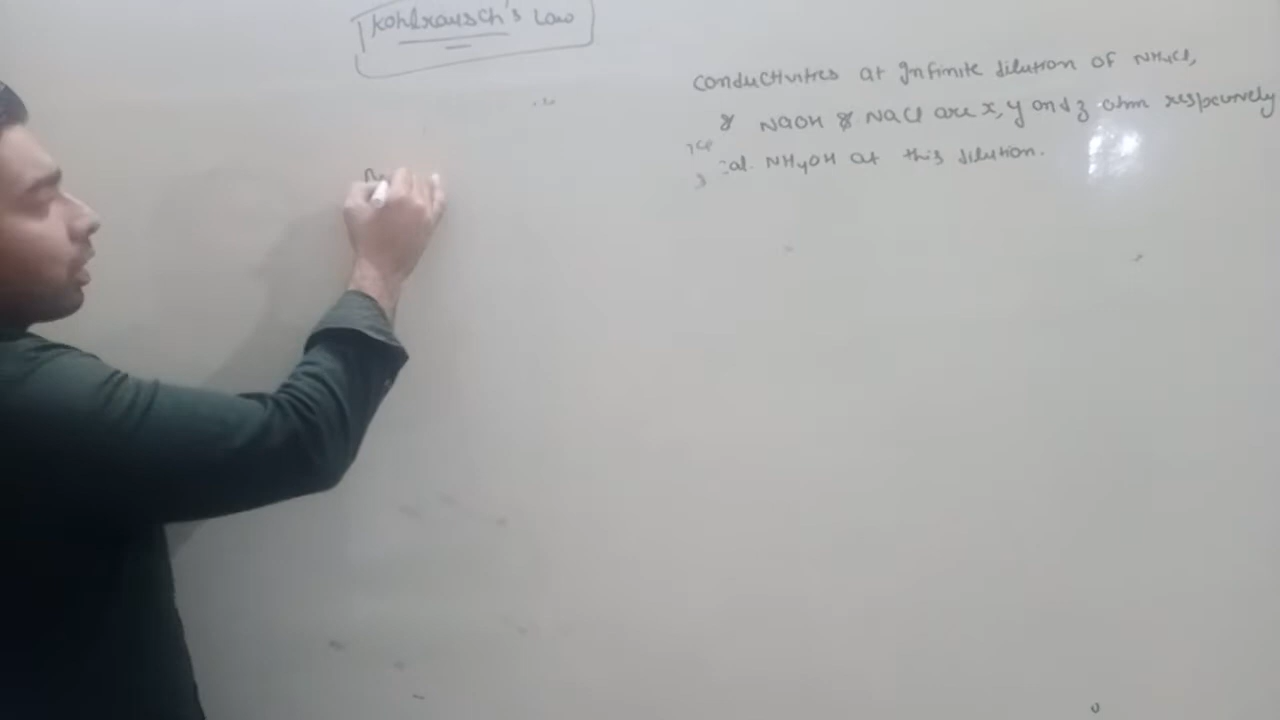 Kohlrausch's Law
Conductivities at Infinite dilution of NH4Cl,
& NaOH & NaCl are x, y and z ohm respectively
cal. NH4OH at this dilution.